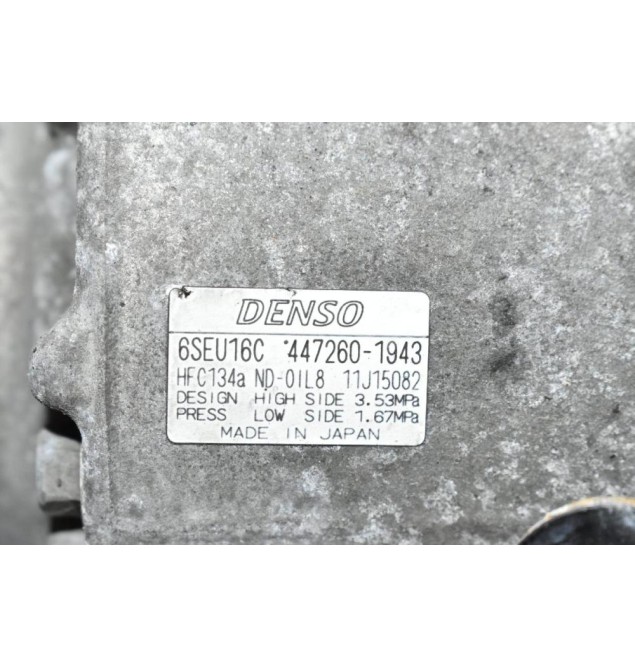 DENSO
6SEU16C 447260-1943
HFC134a ND-OIL8 11J15082
DESIGN HIGH SIDE 3.53MPa
PRESS LOW SIDE 1.67MPa
MADE IN JAPAN